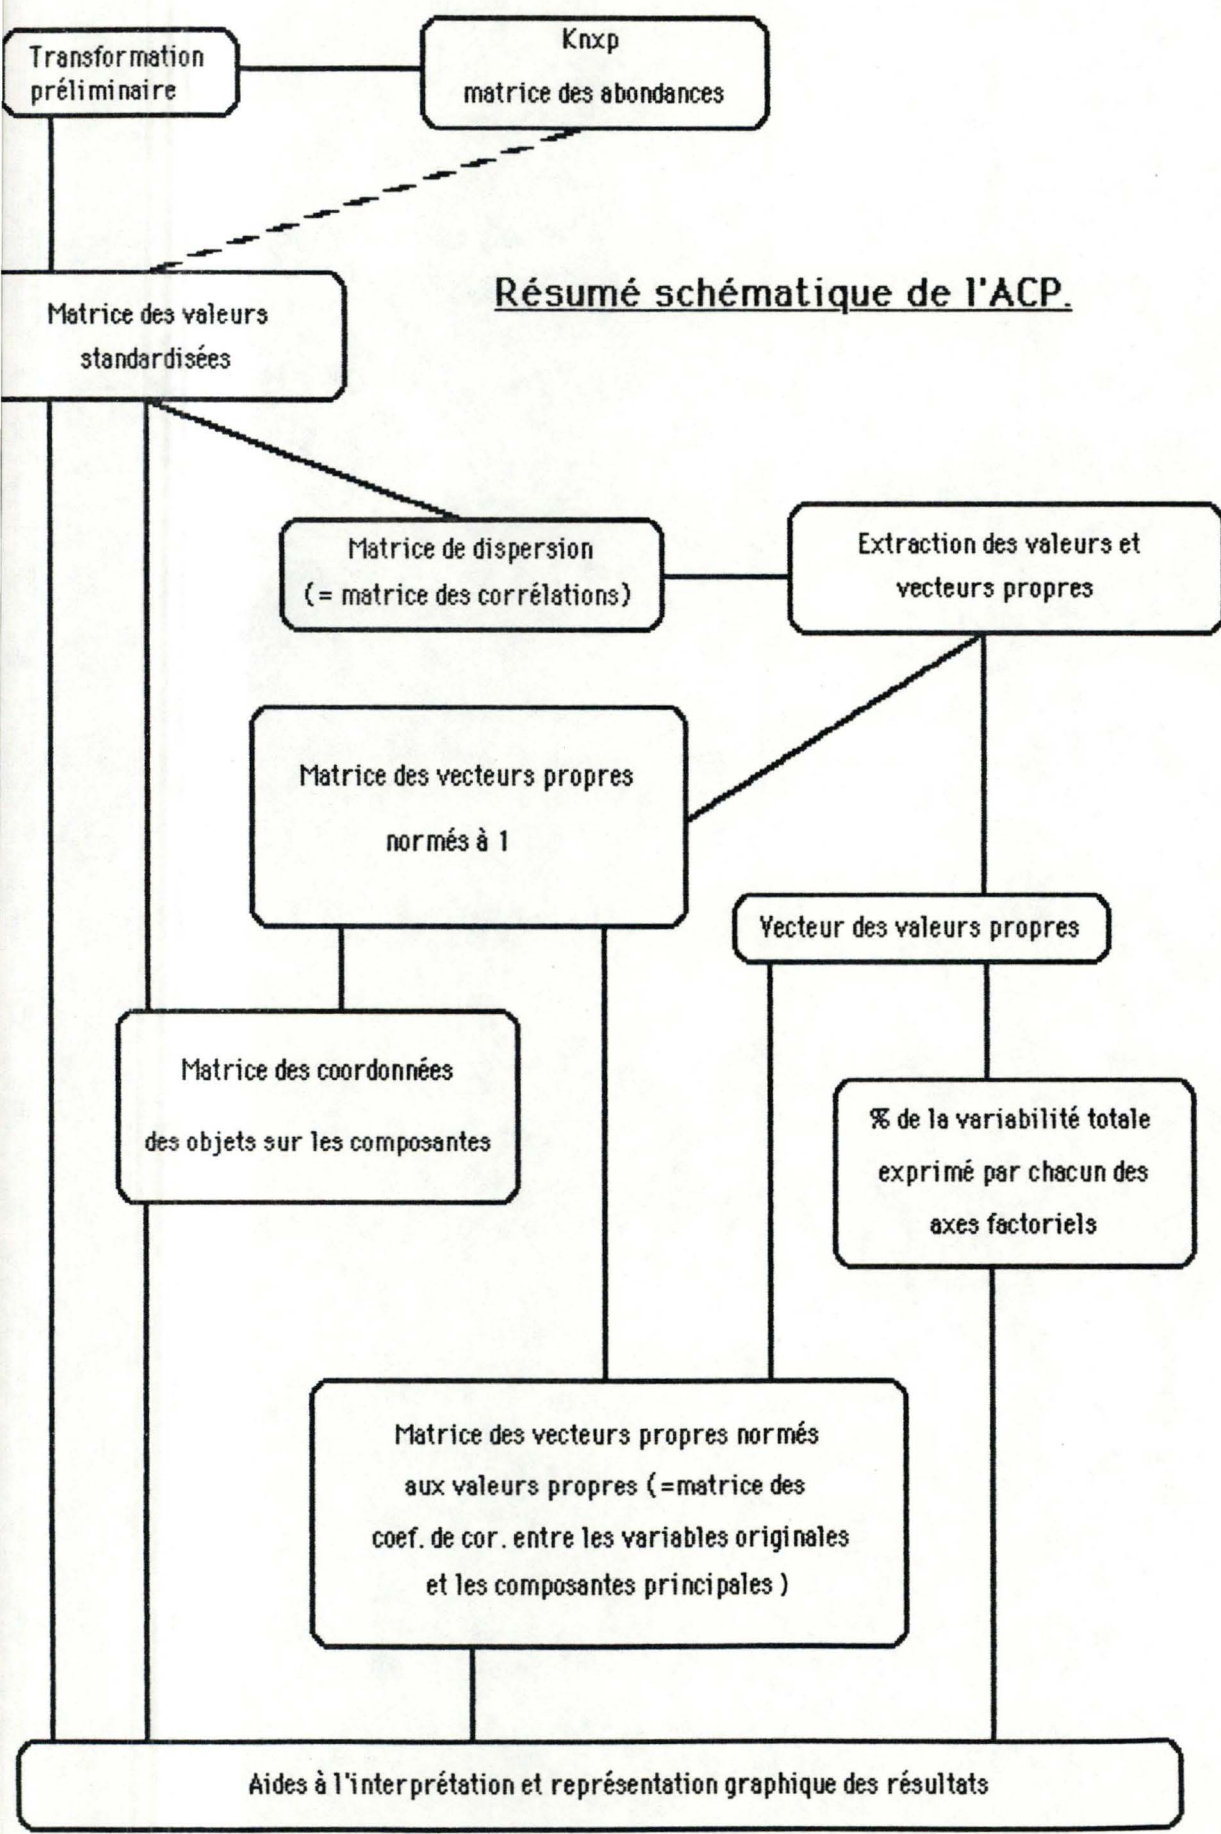 Transformation
préliminaire
Knxp
matrice des abondances
Résumé schématique de l'ACP.
Matrice des valeurs
standardisées
Matrice de dispersion
(= matrice des corrélations)
Extraction des valeurs et
vecteurs propres
Matrice des vecteurs propres
normés à 1
Vecteur des valeurs propres
Matrice des coordonnées
des objets sur les composantes
% de la variabilité totale
exprimé par chacun des
axes factoriels
Matrice des vecteurs propres normés
aux valeurs propres (=matrice des
coef. de cor. entre les variables originales
et les composantes principales )
Aides à l'interprétation et représentation graphique des résultats